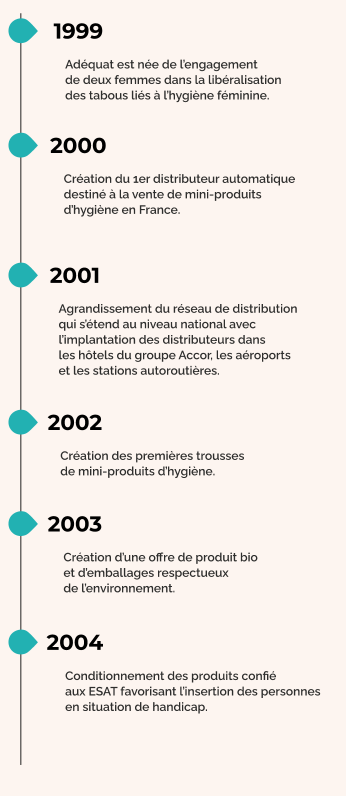 1999
Adéquat est née de l'engagement
de deux femmes dans la libéralisation
des tabous liés à l'hygiène féminine.
2000
Création du 1er distributeur automatique
destiné à la vente de mini-produits
d'hygiène en France.
2001
Agrandissement du réseau de distribution
qui s'étend au niveau national avec
l'implantation des distributeurs dans
les hôtels du groupe Accor, les aéroports
et les stations autoroutières.
2002
Création des premières trousses
de mini-produits d'hygiène.
2003
Création d'une offre de produit bio
et d'emballages respectueux
de l'environnement.
2004
Conditionnement des produits confié
aux ESAT favorisant l'insertion des personnes
en situation de handicap.